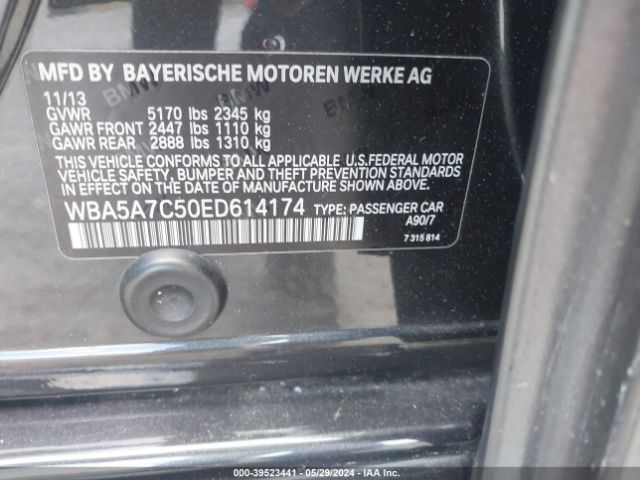 MFD BY BAYERISCHE MOTOREN WERKE AG
11/13
GVWR 5170 lbs 2345 kg
GAWR FRONT 2447 lbs 1110 kg
GAWR REAR 2888 lbs 1310 kg
THIS VEHICLE CONFORMS TO ALL APPLICABLE U.S.FEDERAL MOTOR
VEHICLE SAFETY, BUMPER AND THEFT PREVENTION STANDARDS
IN EFFECT ON THE DATE OF MANUFACTURE SHOWN ABOVE.
WBA5A7C50ED614174 TYPE: PASSENGER CAR
A90/7
7 315 814
000-39523441 - 05/29/2024 - IAA Inc.